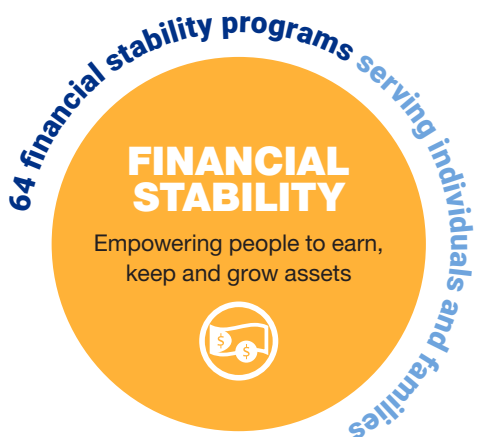 64 financial stability programs serving individuals and families
FINANCIAL
STABILITY
Empowering people to earn,
keep and grow assets
$
$